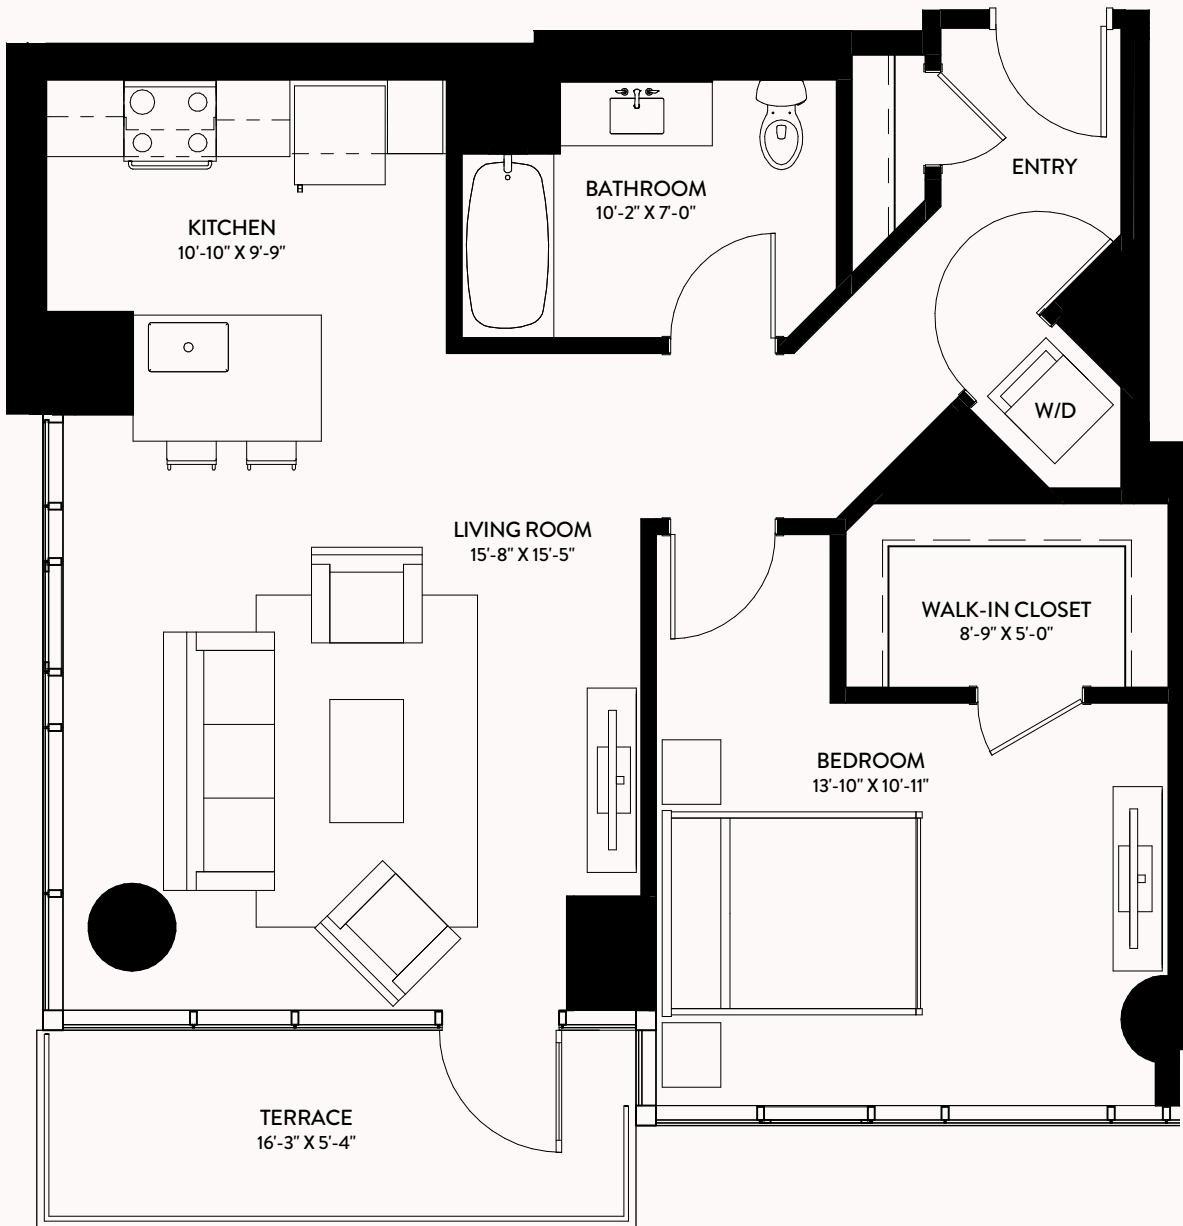 ENTRY
BATHROOM
10'-2" X 7'-0"
KITCHEN
10'-10" X 9'-9"
W/D
LIVING ROOM
15'-8" X 15'-5"
WALK-IN CLOSET
8'-9" X 5'-0"
BEDROOM
13'-10" X 10'-11"
TERRACE
16'-3" X 5'-4"